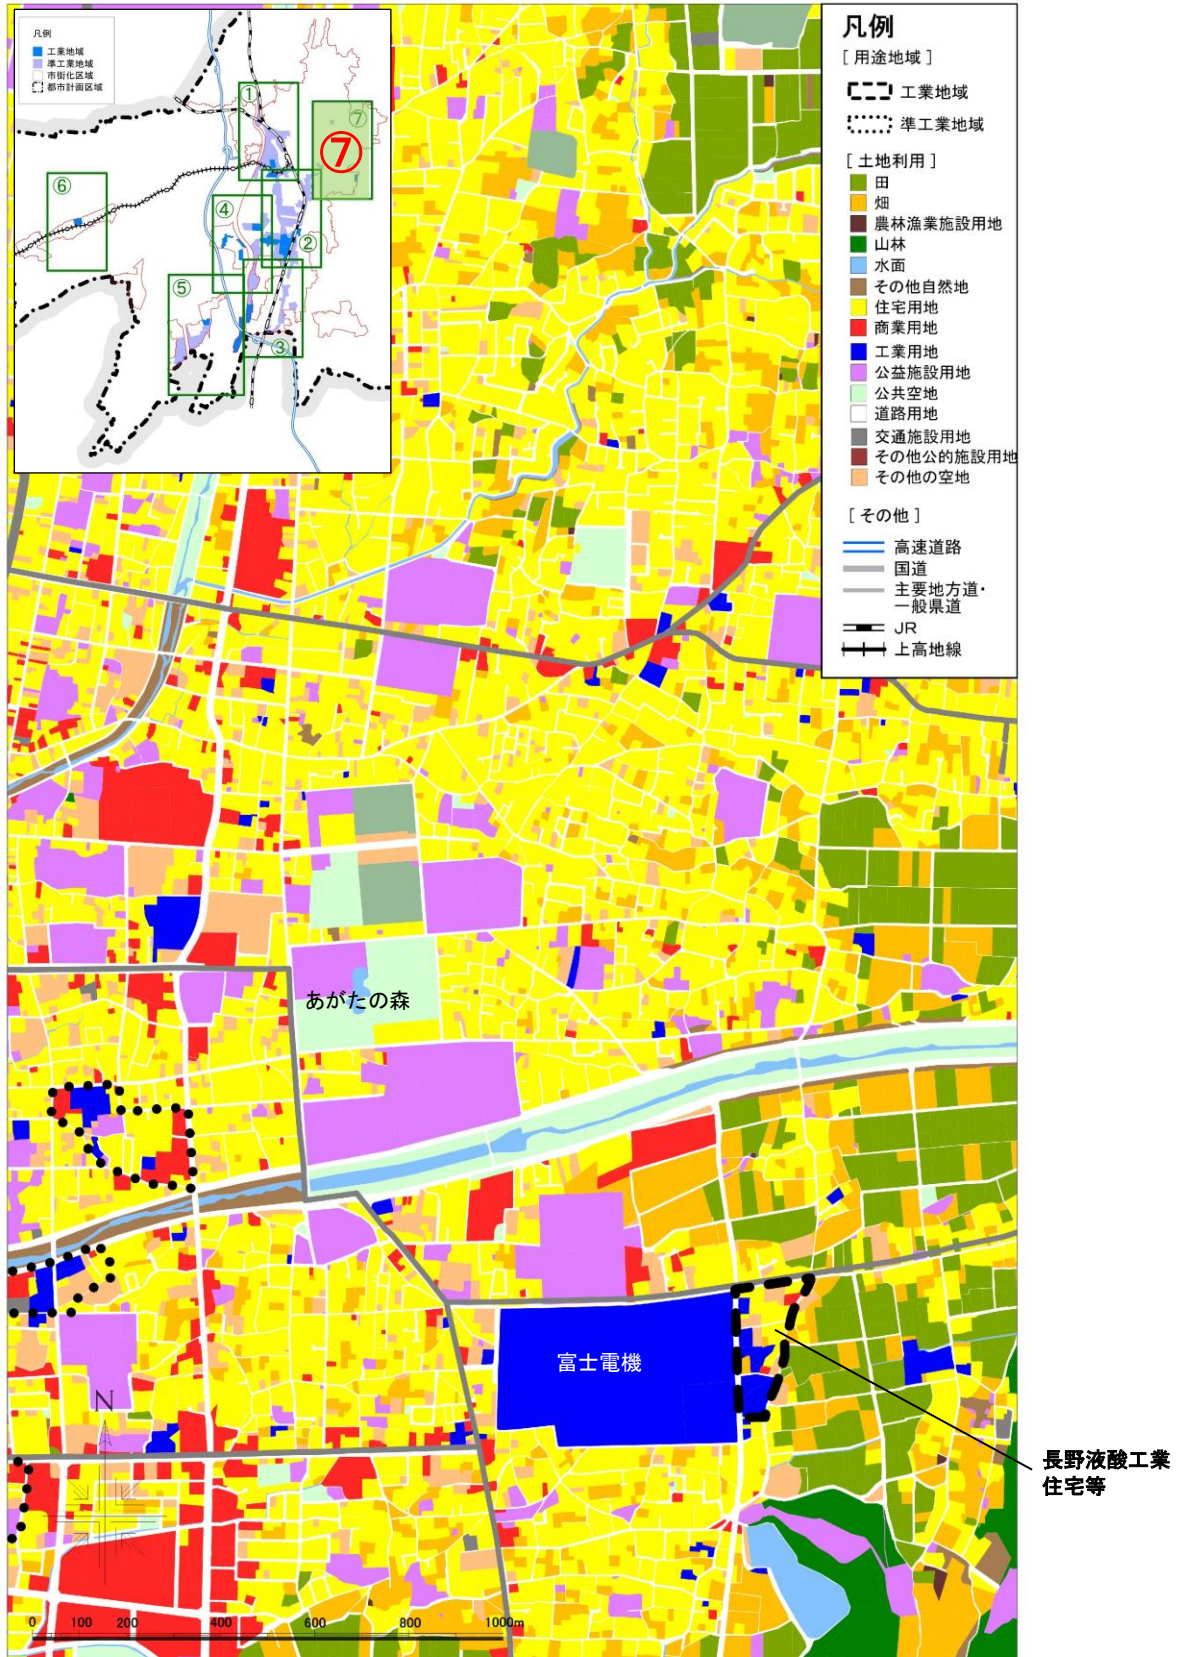 凡例
工業地域
準工業地域
市街化区域
都市計画区域
①
⑦
⑦
⑥
④
②
⑤
③
凡例
[ 用途地域 ]
工業地域
準工業地域
[ 土地利用 ]
田
畑
農林漁業施設用地
山林
水面
その他自然地
住宅用地
商業用地
工業用地
公益施設用地
公共空地
道路用地
交通施設用地
その他公的施設用地
その他の空地
[ その他 ]
高速道路
国道
主要地方道・
一般県道
JR
上高地線
あがたの森
富士電機
長野液酸工業
住宅等
N
0 100 200 400 600 800 1000m